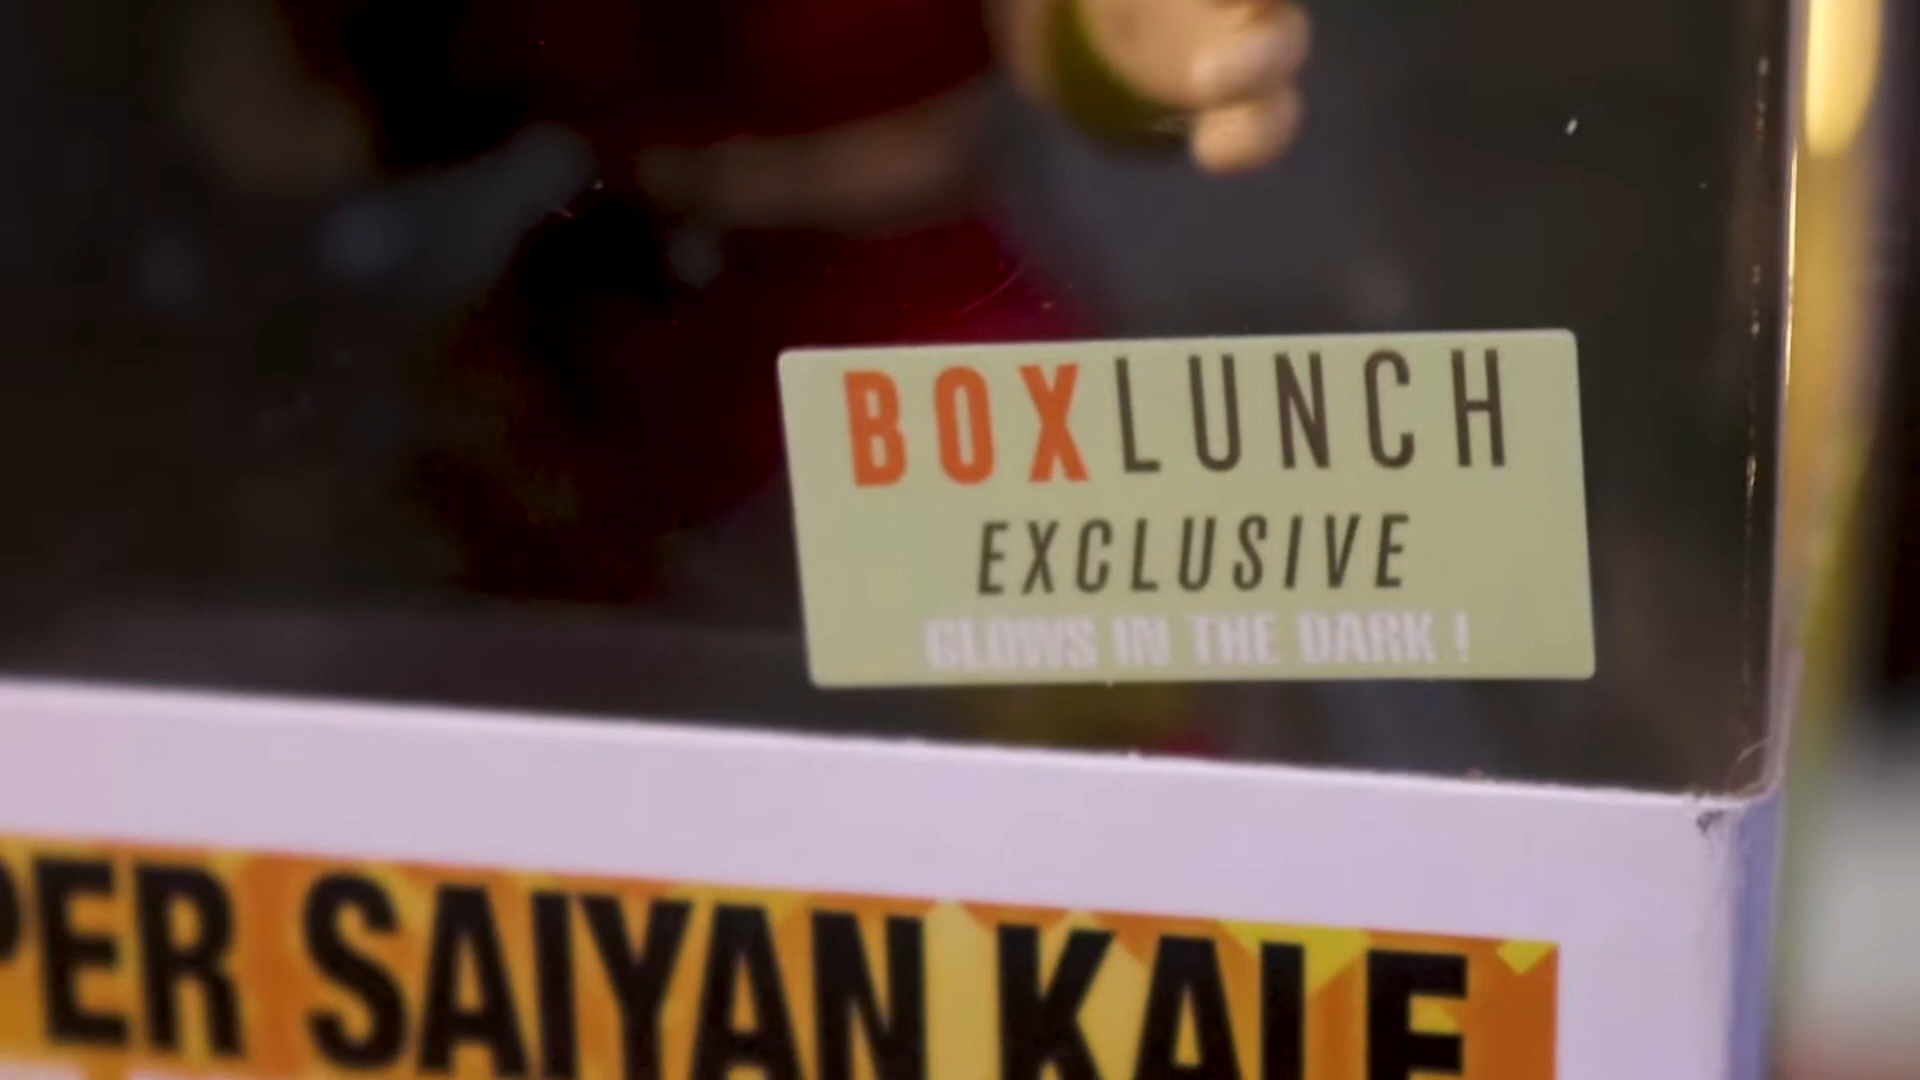 BOXLUNCH
EXCLUSIVE
GLOWS IN THE DARK !
PER SAIYAN KALE